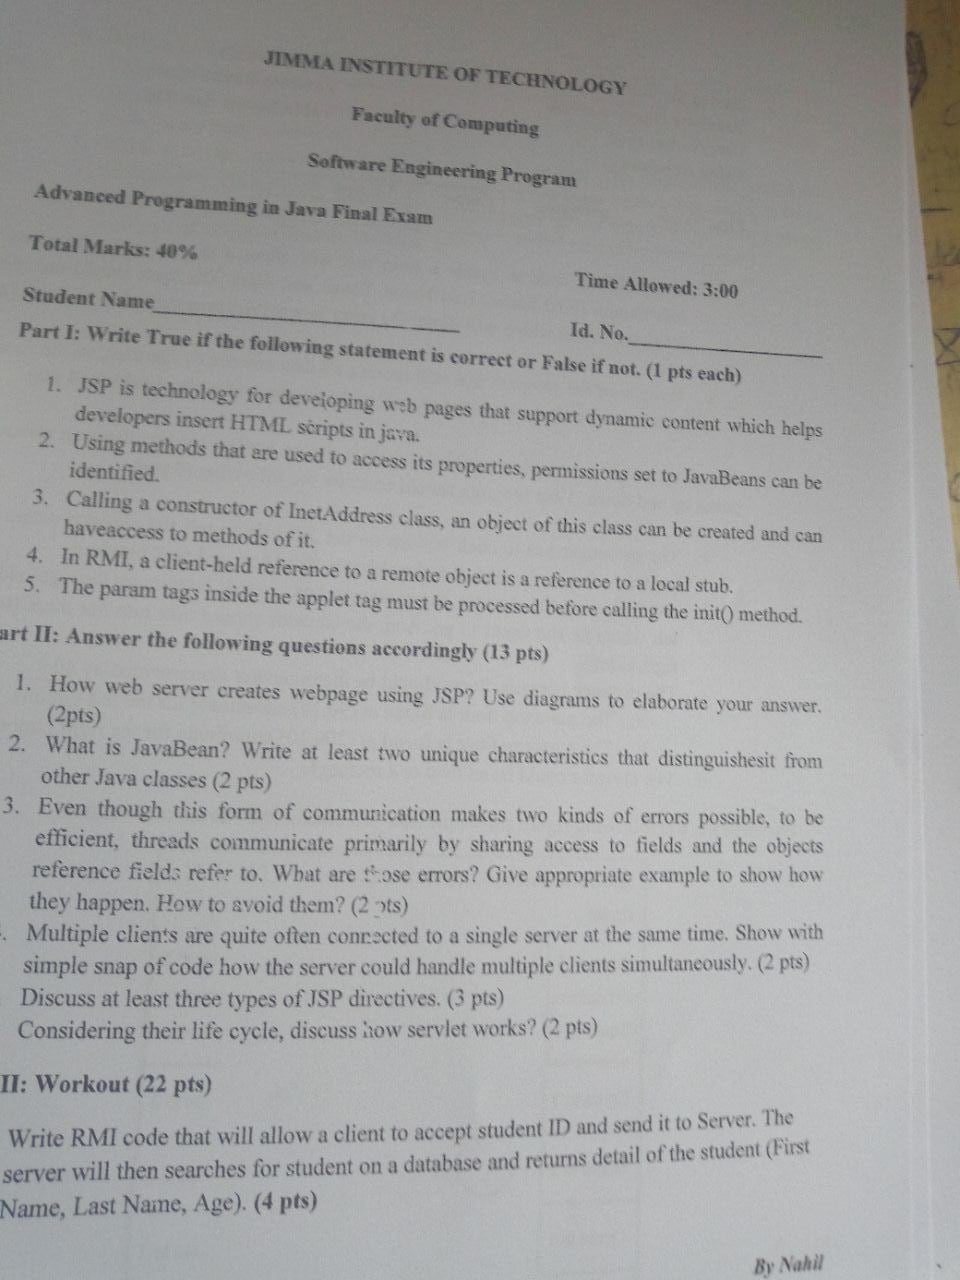 JIMMA INSTITUTE OF TECHNOLOGY
Faculty of Computing
Software Engineering Program
Advanced Programming in Java Final Exam
Total Marks: 40%
Time Allowed: 3:00
Student Name
Id. No.
Part I: Write True if the following statement is correct or False if not. (1 pts each)
1. JSP is technology for developing web pages that support dynamic content which helps
developers insert HTML scripts in java.
2. Using methods that are used to access its properties, permissions set to JavaBeans can be
identified.
3. Calling a constructor of InetAddress class, an object of this class can be created and can
haveaccess to methods of it.
4. In RMI, a client-held reference to a remote object is a reference to a local stub.
5. The param tags inside the applet tag must be processed before calling the init() method.
art II: Answer the following questions accordingly (13 pts)
1. How web server creates webpage using JSP? Use diagrams to elaborate your answer.
(2pts)
2. What is JavaBean? Write at least two unique characteristics that distinguishesit from
other Java classes (2 pts)
3. Even though this form of communication makes two kinds of errors possible, to be
efficient, threads communicate primarily by sharing access to fields and the objects
reference fields refer to. What are those errors? Give appropriate example to show how
they happen. How to avoid them? (2 pts)
. Multiple clients are quite often connected to a single server at the same time. Show with
simple snap of code how the server could handle multiple clients simultaneously. (2 pts)
Discuss at least three types of JSP directives. (3 pts)
Considering their life cycle, discuss how servlet works? (2 pts)
II: Workout (22 pts)
Write RMI code that will allow a client to accept student ID and send it to Server. The
server will then searches for student on a database and returns detail of the student (First
Name, Last Name, Age). (4 pts)
By Nahil